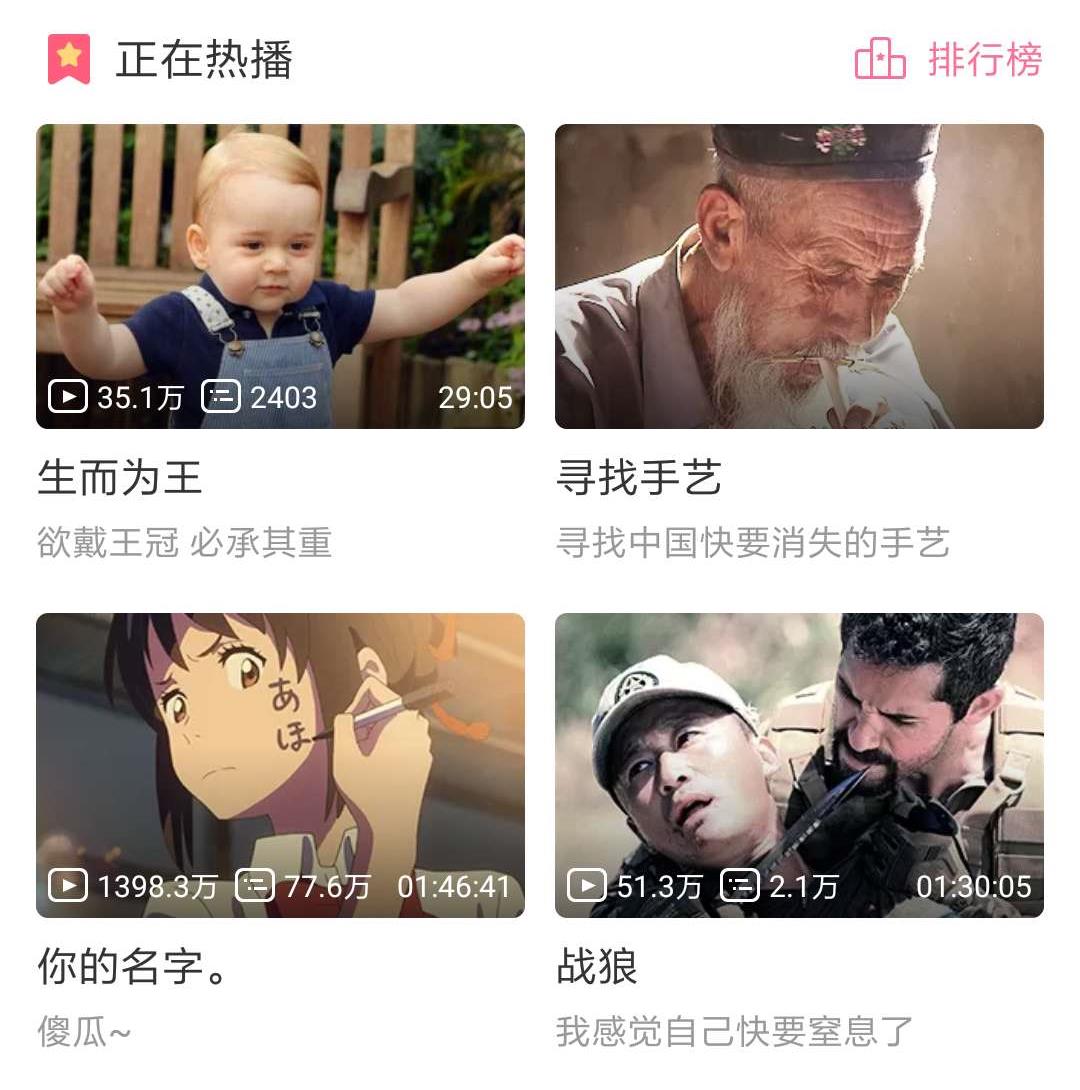 正在热播
排行榜
35.1万 2403 29:05
生而为王
欲戴王冠 必承其重
寻找手艺
寻找中国快要消失的手艺
あ
ほ
1398.3万 77.6万 01:46:41
你的名字。
傻瓜~
51.3万 2.1万 01:30:05
战狼
我感觉自己快要窒息了